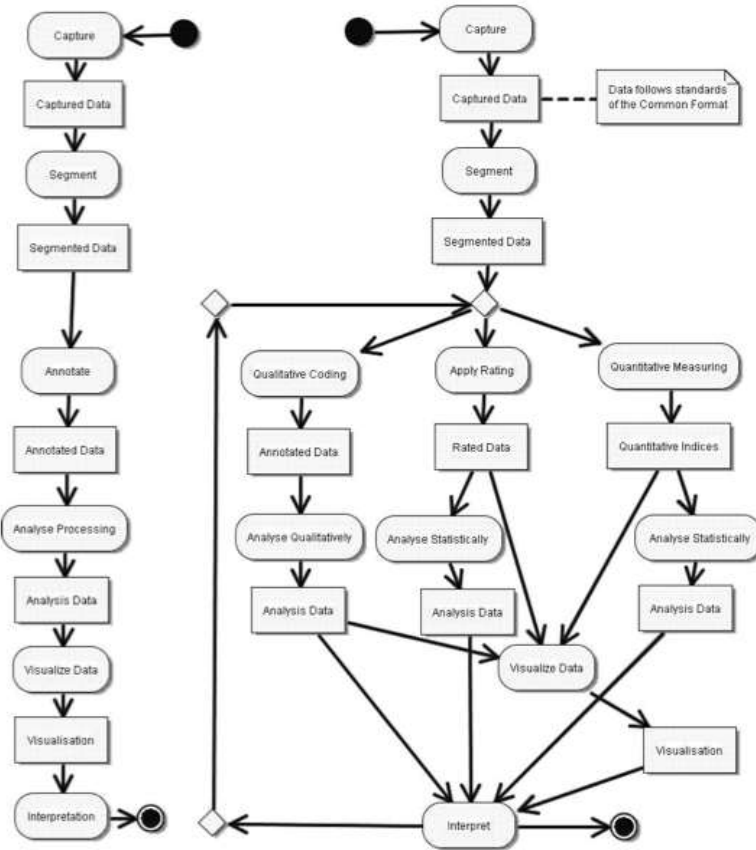 Capture
Captured Data
Segment
Segmented Data
Annotate
Annotated Data
Analyse Processing
Analysis Data
Visualize Data
Visualisation
Interpretation
Capture
Captured Data
Data follows standards
of the Common Format
Segment
Segmented Data
Qualitative Coding
Apply Rating
Quantitative Measuring
Annotated Data
Rated Data
Quantitative Indices
Analyse Qualitatively
Analyse Statistically
Analyse Statistically
Analysis Data
Analysis Data
Analysis Data
Visualize Data
Visualisation
Interpret